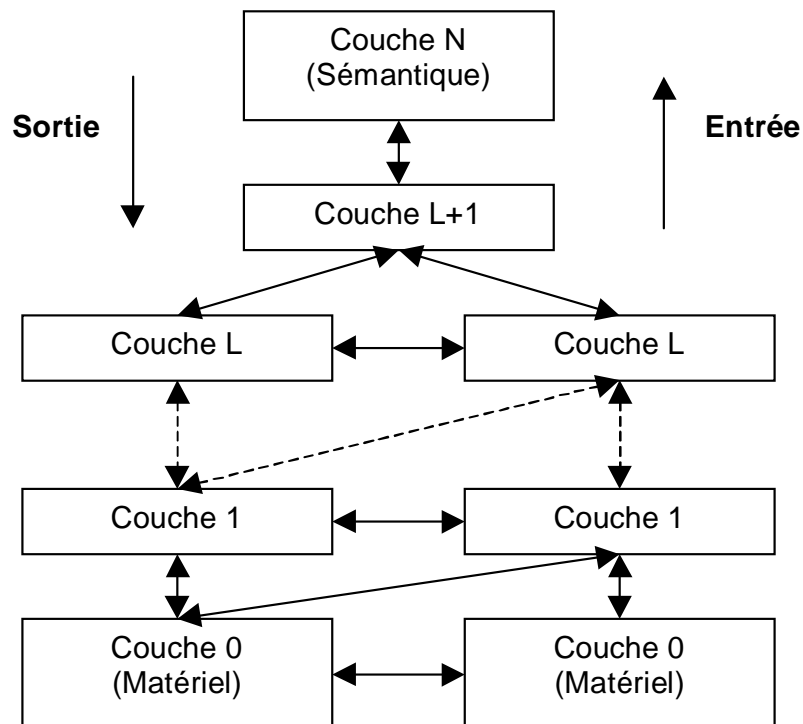 Couche N
(Sémantique)
Sortie
Entrée
Couche L+1
Couche L
Couche L
Couche 1
Couche 1
Couche 0
(Matériel)
Couche 0
(Matériel)